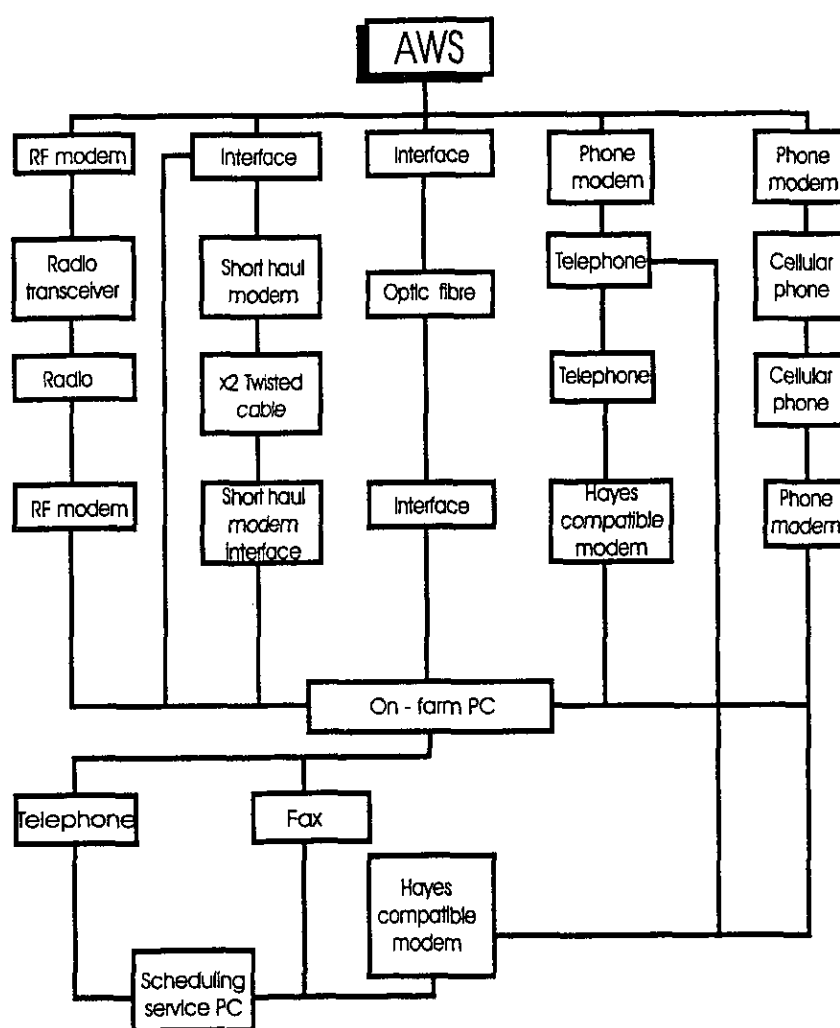 AWS
RF modem
Interface
Interface
Phone
modem
Phone
modem
Radio
transceiver
Short haul
modem
Optic fibre
Telephone
Cellular
phone
Radio
x2 Twisted
cable
Telephone
Cellular
phone
RF modem
Short haul
modem
interface
Interface
Hayes
compatible
modem
Phone
modem
On - farm PC
Telephone
Fax
Hayes
compatible
modem
Scheduling
service PC